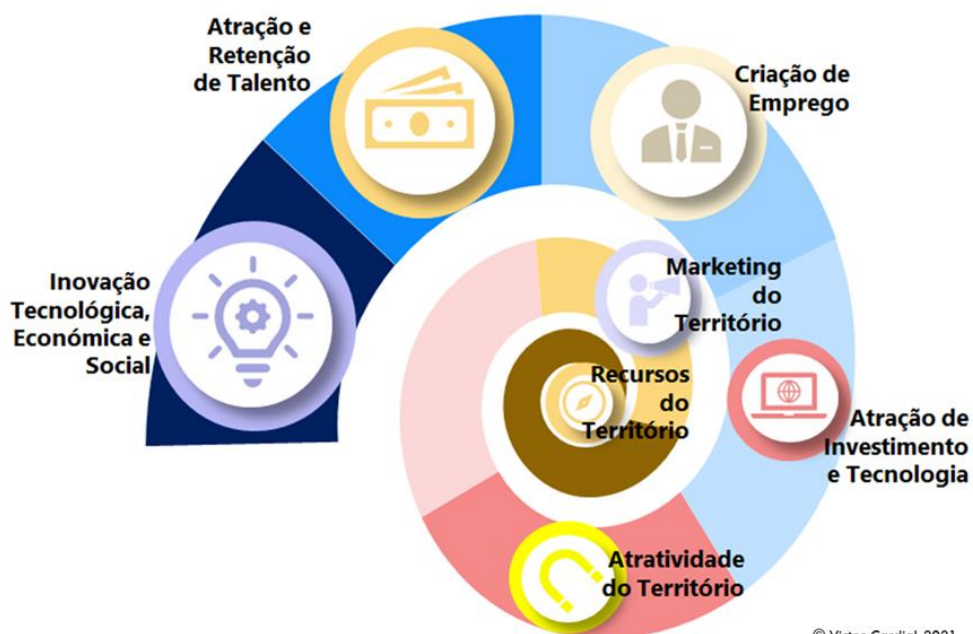 Atração e
Retenção
de Talento
Criação de
Emprego
Inovação
Tecnológica,
Económica e
Social
Marketing
do
Território
Recursos
do
Território
Atração de
Investimento
e Tecnologia
Atratividade
do Território